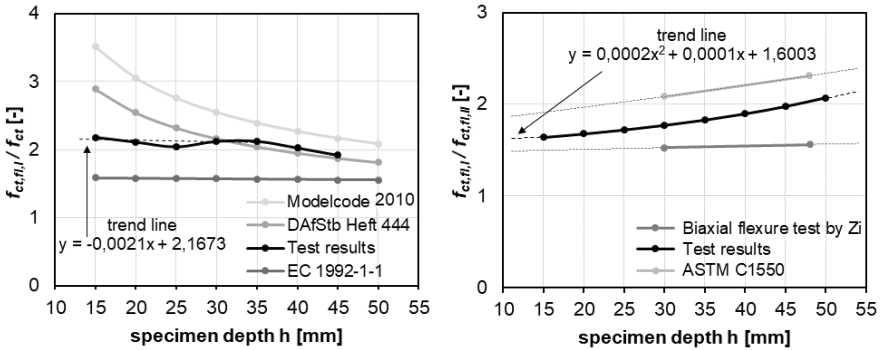 4
3
2
1
0
10 15 20 25 30 35 40 45 50 55
f_ct,fl,I / f_ct [-]
specimen depth h [mm]
trend line
y = -0,0021x + 2,1673
Modelcode 2010
DAfStb Heft 444
Test results
EC 1992-1-1
3
2
1
0
10 15 20 25 30 35 40 45 50 55
f_ct,fl,I / f_ct,fl,II [-]
specimen depth h [mm]
trend line
y = 0,0002x² + 0,0001x + 1,6003
Biaxial flexure test by Zi
Test results
ASTM C1550